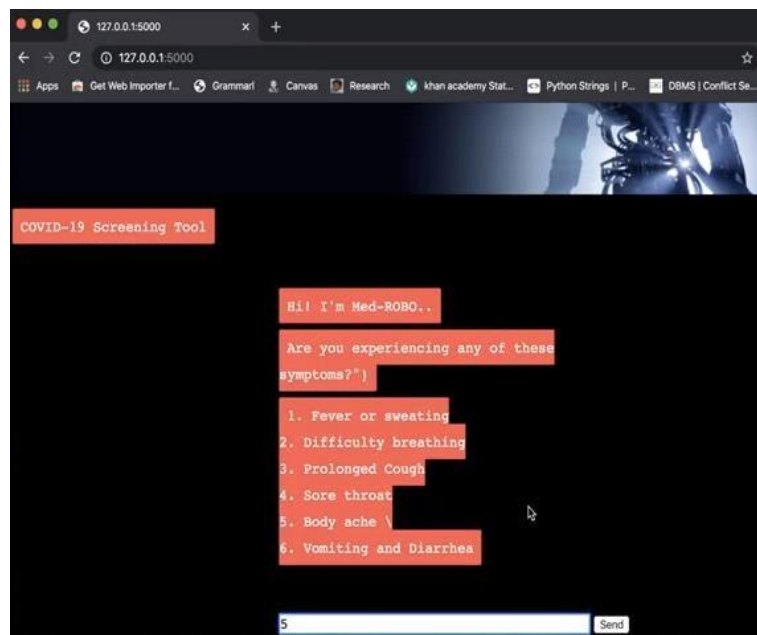 127.0.0.1:5000
127.0.0.1:5000
Apps Get Web Importer f... Grammarl Canvas Research khan academy Stat... Python Strings | P... DBMS | Conflict Se...
COVID-19 Screening Tool
Hi! I'm Med-ROBO..
Are you experiencing any of these
symptoms?")
1. Fever or sweating
2. Difficulty breathing
3. Prolonged Cough
4. Sore throat
5. Body ache \
6. Vomiting and Diarrhea
5 Send